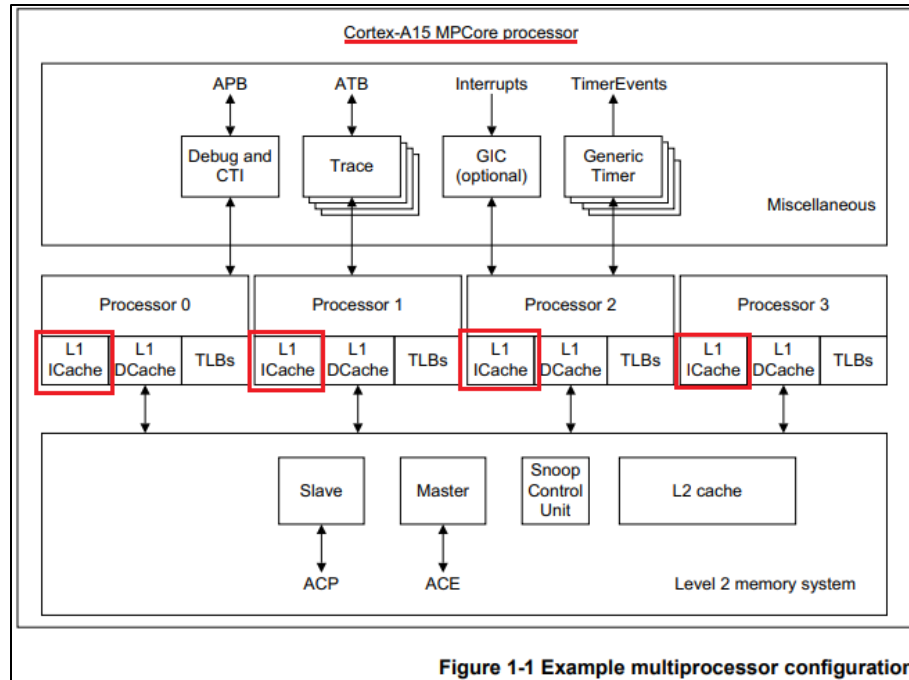 Cortex-A15 MPCore processor
APB
ATB
Interrupts
TimerEvents
Debug and
CTI
Trace
GIC
(optional)
Generic
Timer
Miscellaneous
Processor 0
Processor 1
Processor 2
Processor 3
L1
ICache
L1
DCache
TLBs
L1
ICache
L1
DCache
TLBs
L1
ICache
L1
DCache
TLBs
L1
ICache
L1
DCache
TLBs
Slave
Master
Snoop
Control
Unit
L2 cache
ACP
ACE
Level 2 memory system
Figure 1-1 Example multiprocessor configuration